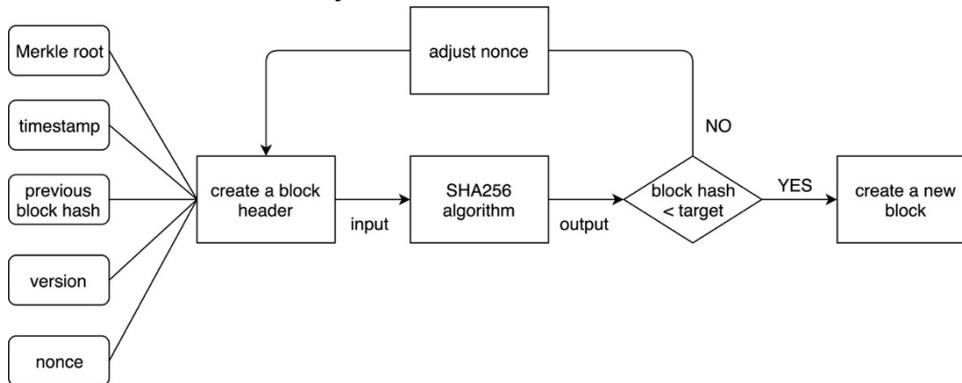 adjust nonce
Merkle root
timestamp
previous
block hash
version
nonce
create a block
header
input
SHA256
algorithm
output
block hash
< target
NO
YES
create a new
block